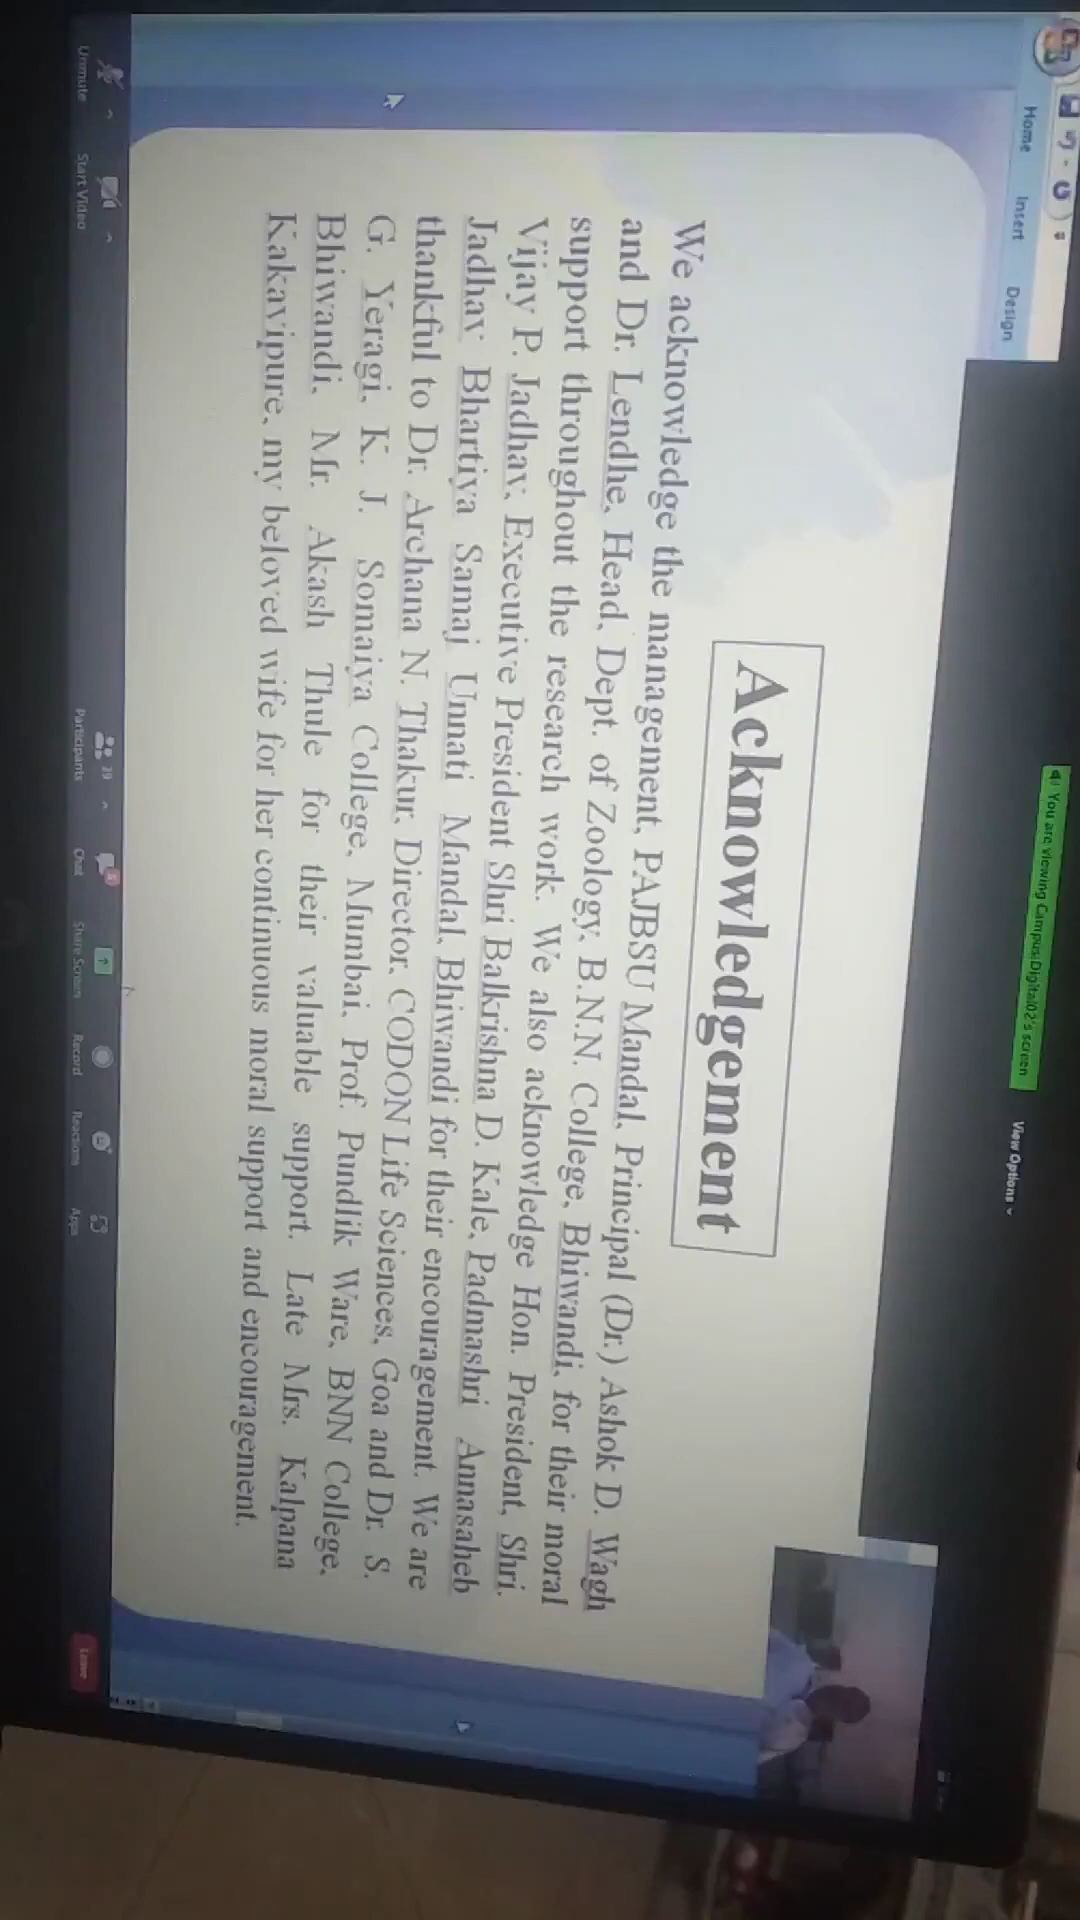 Home Insert Design
You are viewing CampusDigital02's screen
View Options
Acknowledgement
We acknowledge the management, PAJBSU Mandal, Principal (Dr.) Ashok D. Wagh
and Dr. Lendhe, Head, Dept. of Zoology, B.N.N. College, Bhiwandi, for their moral
support throughout the research work. We also acknowledge Hon. President, Shri.
Vijay P. Jadhav, Executive President Shri Balkrishna D. Kale, Padmashri Annasaheb
Jadhav Bhartiya Samaj Unnati Mandal, Bhiwandi for their encouragement. We are
thankful to Dr. Archana N. Thakur, Director, CODON Life Sciences, Goa and Dr. S.
G. Yeragi, K. J. Somaiya College, Mumbai, Prof. Pundlik Ware, BNN College,
Bhiwandi, Mr. Akash Thule for their valuable support. Late Mrs. Kalpana
Kakavipure, my beloved wife for her continuous moral support and encouragement.
Unmute Start Video Participants Chat Share Screen Record Reactions Apps Leave